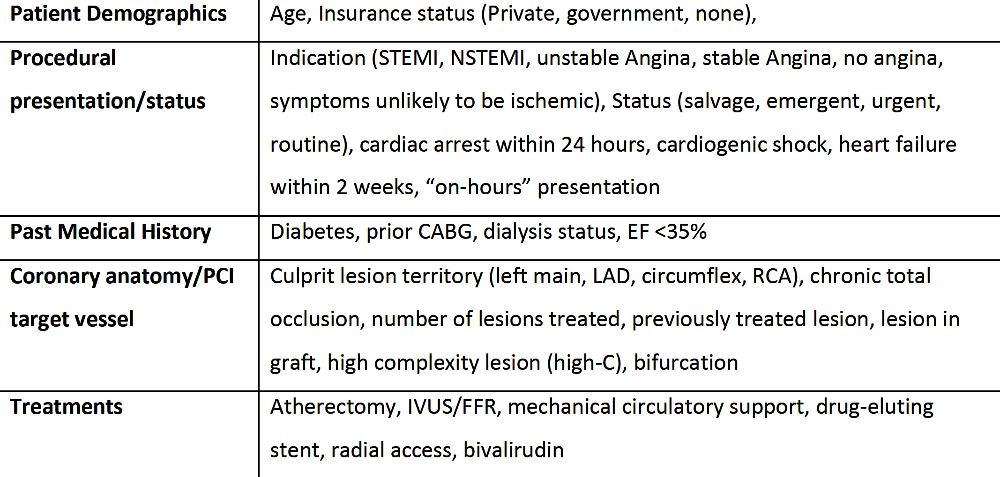 Patient Demographics
Age, Insurance status (Private, government, none),
Procedural
presentation/status
Indication (STEMI, NSTEMI, unstable Angina, stable Angina, no angina,
symptoms unlikely to be ischemic), Status (salvage, emergent, urgent,
routine), cardiac arrest within 24 hours, cardiogenic shock, heart failure
within 2 weeks, “on-hours” presentation
Past Medical History
Diabetes, prior CABG, dialysis status, EF <35%
Coronary anatomy/PCI
target vessel
Culprit lesion territory (left main, LAD, circumflex, RCA), chronic total
occlusion, number of lesions treated, previously treated lesion, lesion in
graft, high complexity lesion (high-C), bifurcation
Treatments
Atherectomy, IVUS/FFR, mechanical circulatory support, drug-eluting
stent, radial access, bivalirudin